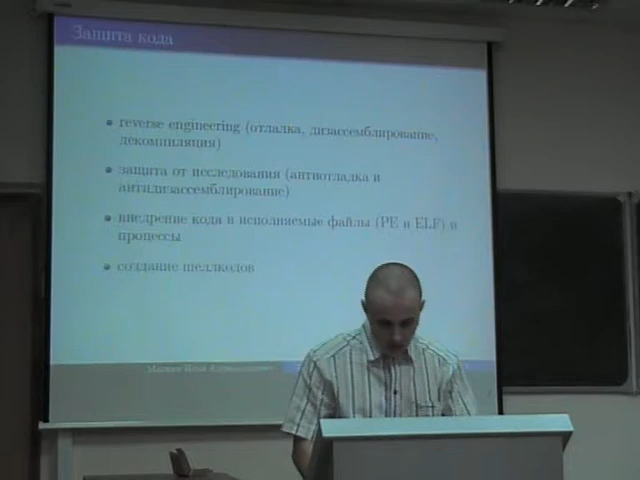 Защита кода
reverse engineering (отладка, дизассемблирование,
декомпиляция)
защита от исследования (антиотладка и
антидизассемблирование)
внедрение кода в исполняемые файлы (PE и ELF) и
процессы
создание шеллкодов